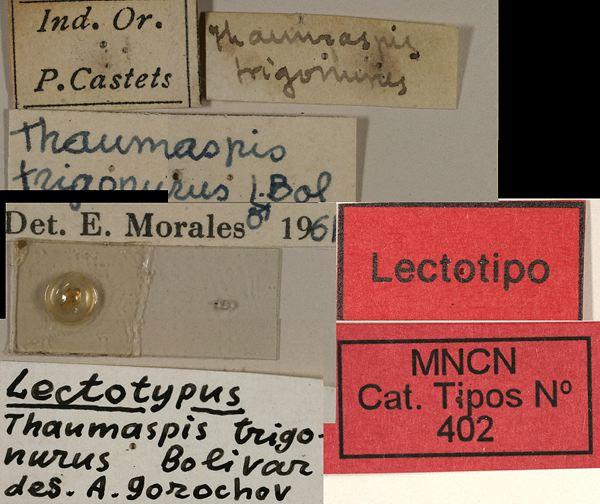 Ind. Or.
P. Castets
Thaumaspis
trigonurus
Thaumaspis
trigonurus I. Bol
Det. E. Morales ♂ 1961
Lectotypus
Thaumaspis trigo-
nurus Bolivar
des. A. Gorochov
Lectotipo
MNCN
Cat. Tipos Nº
402